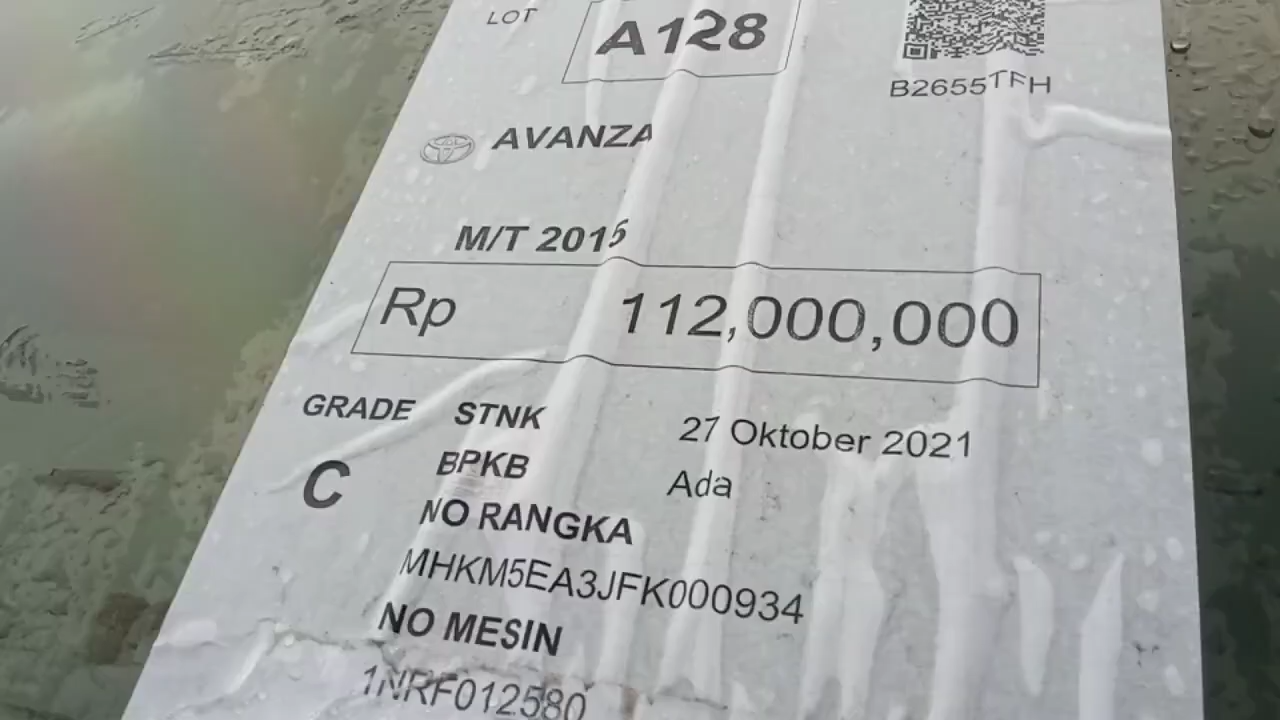 LOT A128
B2655TFH
AVANZA
M/T 2015
Rp 112,000,000
GRADE STNK 27 Oktober 2021
C BPKB Ada
NO RANGKA
MHKM5EA3JFK000934
NO MESIN
1NRF012580